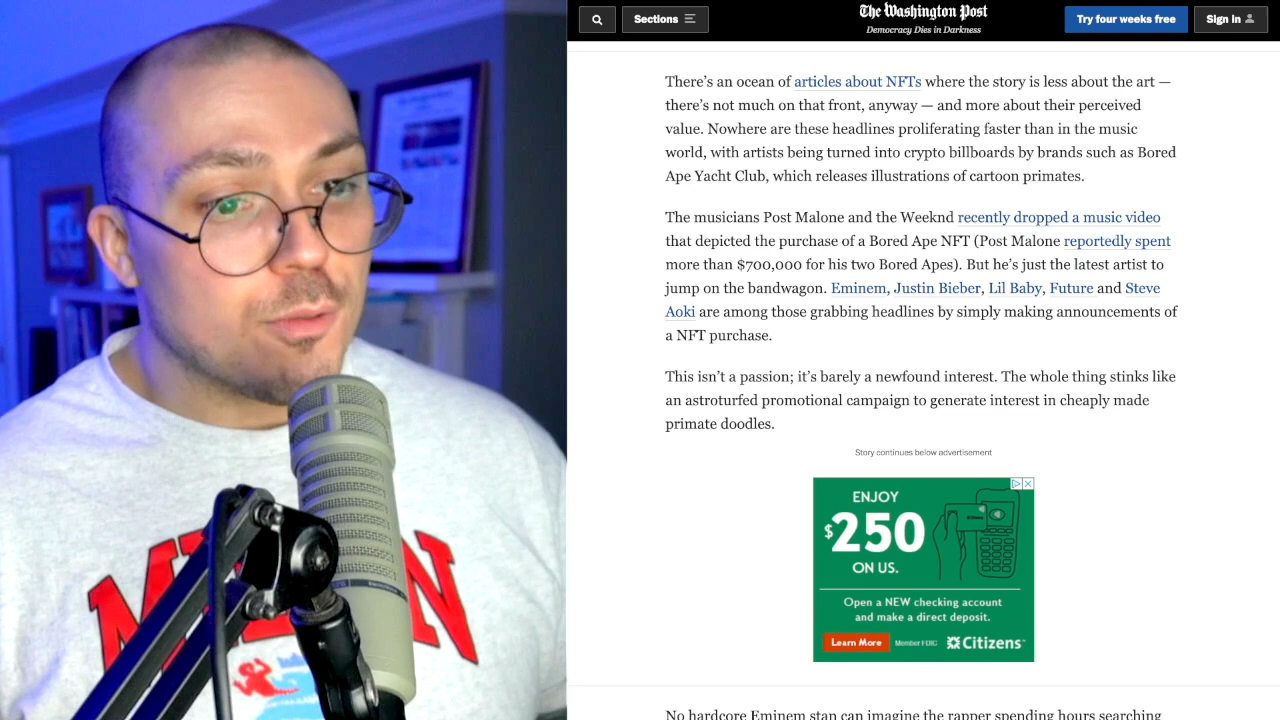 Sections
The Washington Post
Democracy Dies in Darkness
Try four weeks free
Sign in
There’s an ocean of articles about NFTs where the story is less about the art —
there’s not much on that front, anyway — and more about their perceived
value. Nowhere are these headlines proliferating faster than in the music
world, with artists being turned into crypto billboards by brands such as Bored
Ape Yacht Club, which releases illustrations of cartoon primates.
The musicians Post Malone and the Weeknd recently dropped a music video
that depicted the purchase of a Bored Ape NFT (Post Malone reportedly spent
more than $700,000 for his two Bored Apes). But he’s just the latest artist to
jump on the bandwagon. Eminem, Justin Bieber, Lil Baby, Future and Steve
Aoki are among those grabbing headlines by simply making announcements of
a NFT purchase.
This isn’t a passion; it’s barely a newfound interest. The whole thing stinks like
an astroturfed promotional campaign to generate interest in cheaply made
primate doodles.
Story continues below advertisement
ENJOY
$250
ON US.
Open a NEW checking account
and make a direct deposit.
Learn More
Member FDIC
Citizens
No hardcore Eminem stan can imagine the rapper spending hours searching